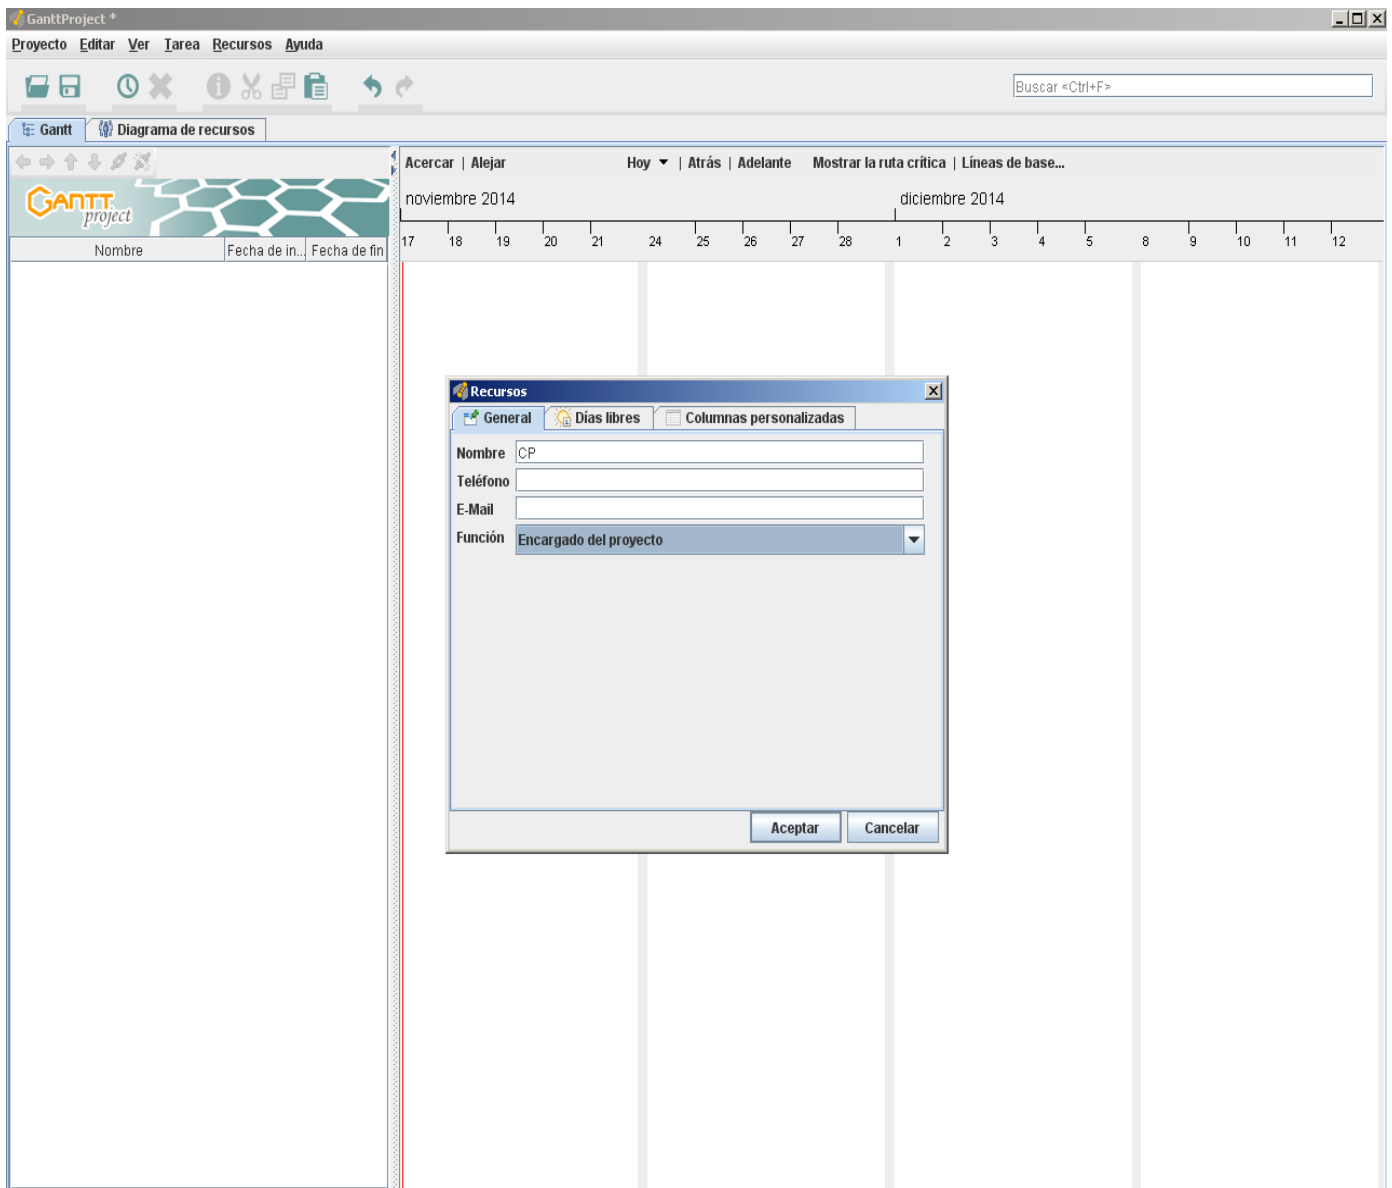 GanttProject *
Proyecto Editar Ver Tarea Recursos Ayuda
Buscar <Ctrl+F>
Gantt Diagrama de recursos
Acercar | Alejar Hoy | Atrás | Adelante Mostrar la ruta crítica | Líneas de base...
GANTT project
noviembre 2014 diciembre 2014
Nombre Fecha de in... Fecha de fin
17 18 19 20 21 24 25 26 27 28 1 2 3 4 5 8 9 10 11 12
Recursos
General Días libres Columnas personalizadas
Nombre CP
Teléfono
E-Mail
Función Encargado del proyecto
Aceptar Cancelar